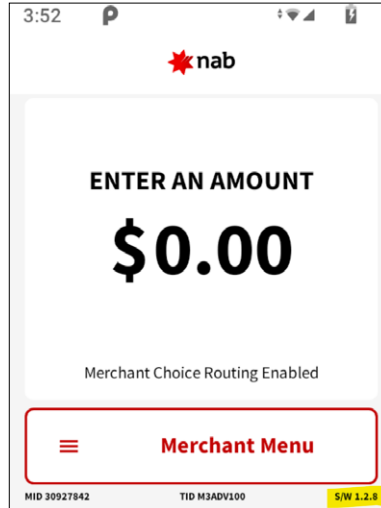 3:52
nab
ENTER AN AMOUNT
$0.00
Merchant Choice Routing Enabled
Merchant Menu
MID 30927842 TID M3ADV100 S/W 1.2.8